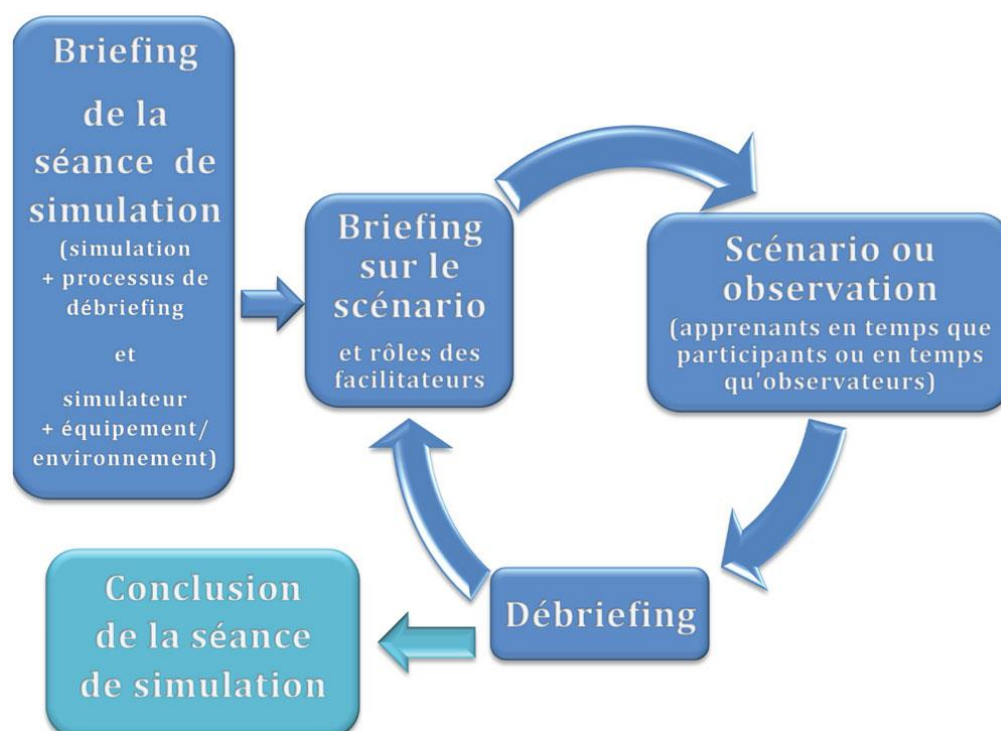 Briefing
de la
séance de
simulation
(simulation
+ processus de
débriefing
et
simulateur
+ équipement/
environnement)
Briefing
sur le
scénario
et rôles des
facilitateurs
Scénario ou
observation
(apprenants en temps que
participants ou en temps
qu'observateurs)
Débriefing
Conclusion
de la séance
de simulation